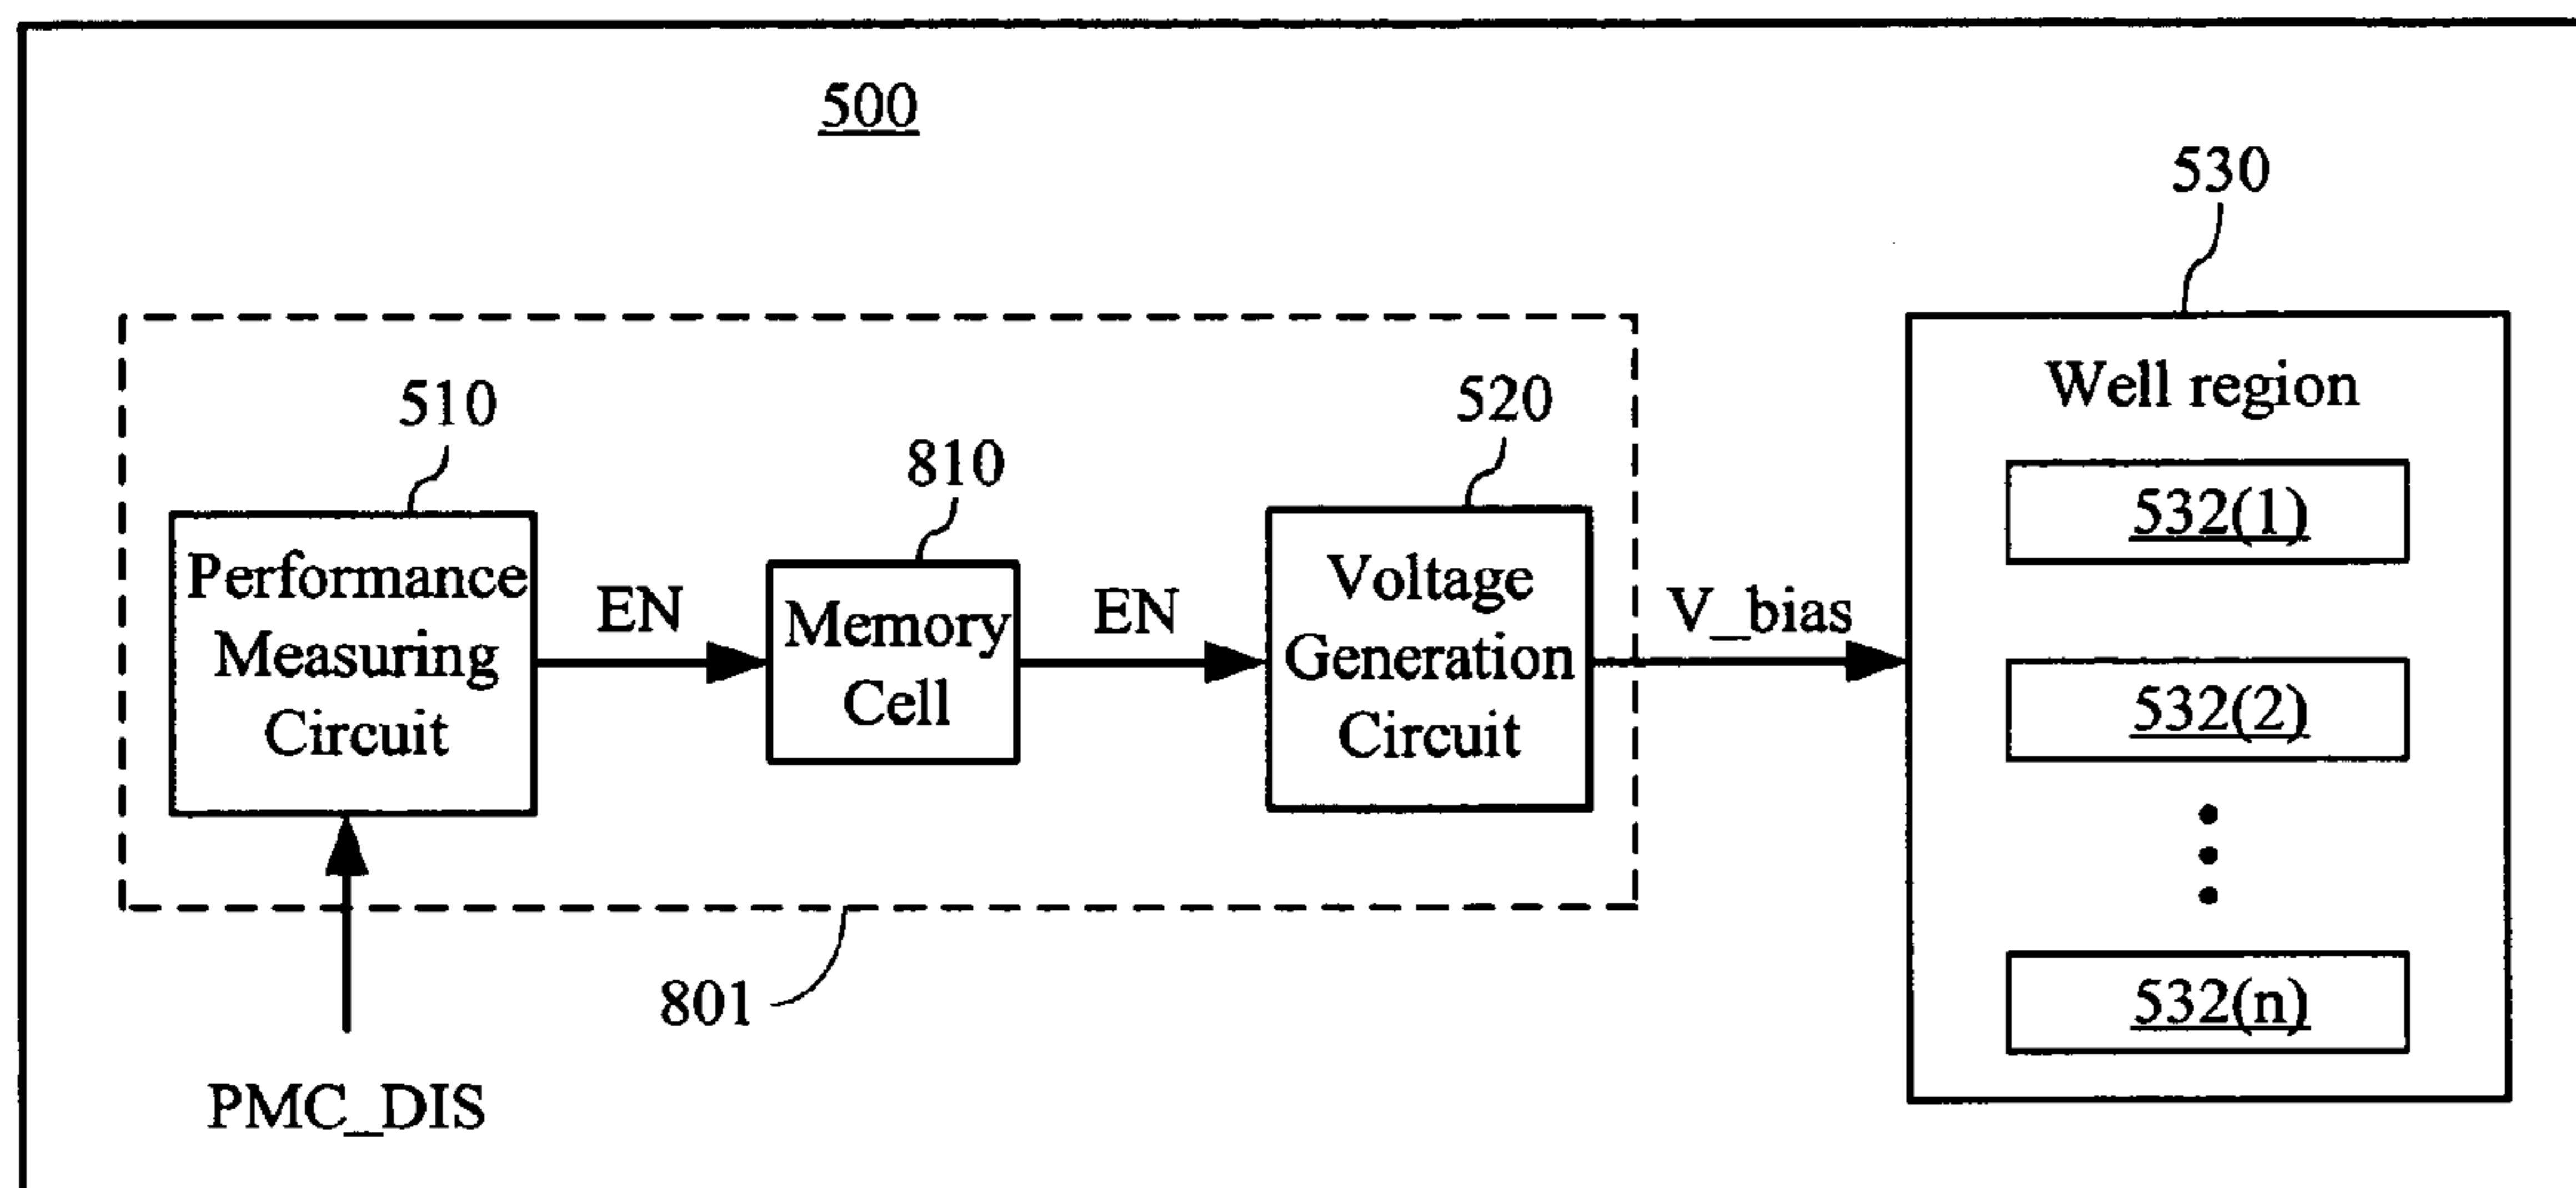 500
530
Well region
510
810
520
532(1)
Performance
Measuring
Circuit
EN
Memory
Cell
EN
Voltage
Generation
Circuit
V_bias
532(2)
532(n)
801
PMC_DIS